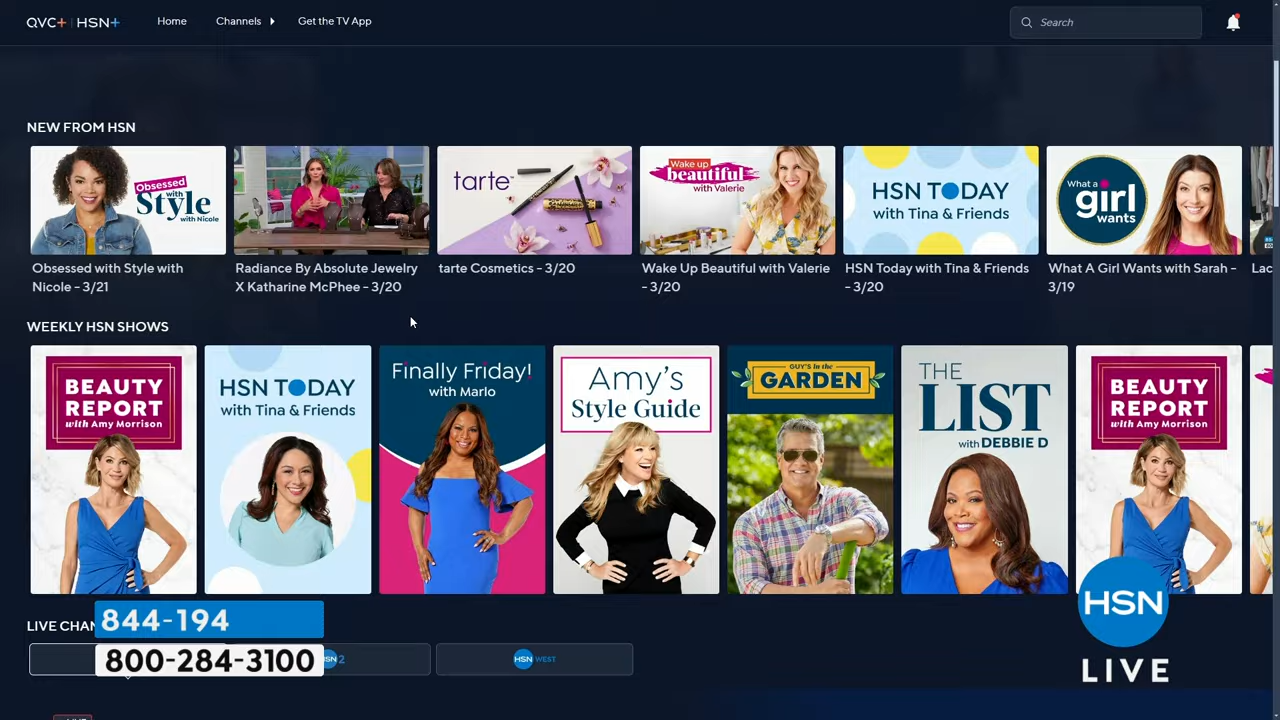 QVC+ | HSN+
Home
Channels
Get the TV App
Search
NEW FROM HSN
Obsessed
with
Style
with Nicole
tarte™
Wake up
beautiful
with Valerie
HSN TODAY
with Tina & Friends
What a
girl
wants
Obsessed with Style with
Nicole - 3/21
Radiance By Absolute Jewelry
X Katharine McPhee - 3/20
tarte Cosmetics - 3/20
Wake Up Beautiful with Valerie
- 3/20
HSN Today with Tina & Friends
- 3/20
What A Girl Wants with Sarah -
3/19
Lac
WEEKLY HSN SHOWS
BEAUTY
REPORT
with Amy Morrison
HSN TODAY
with Tina & Friends
Finally Friday!
with Marlo
Amy's
Style Guide
GUY'S in the
GARDEN
THE
LIST
with DEBBIE D
BEAUTY
REPORT
with Amy Morrison
LIVE CHAN
844-194
800-284-3100
2
HSN WEST
HSN
LIVE